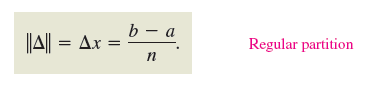 ‖Δ‖ = Δx = (b − a)/n. Regular partition